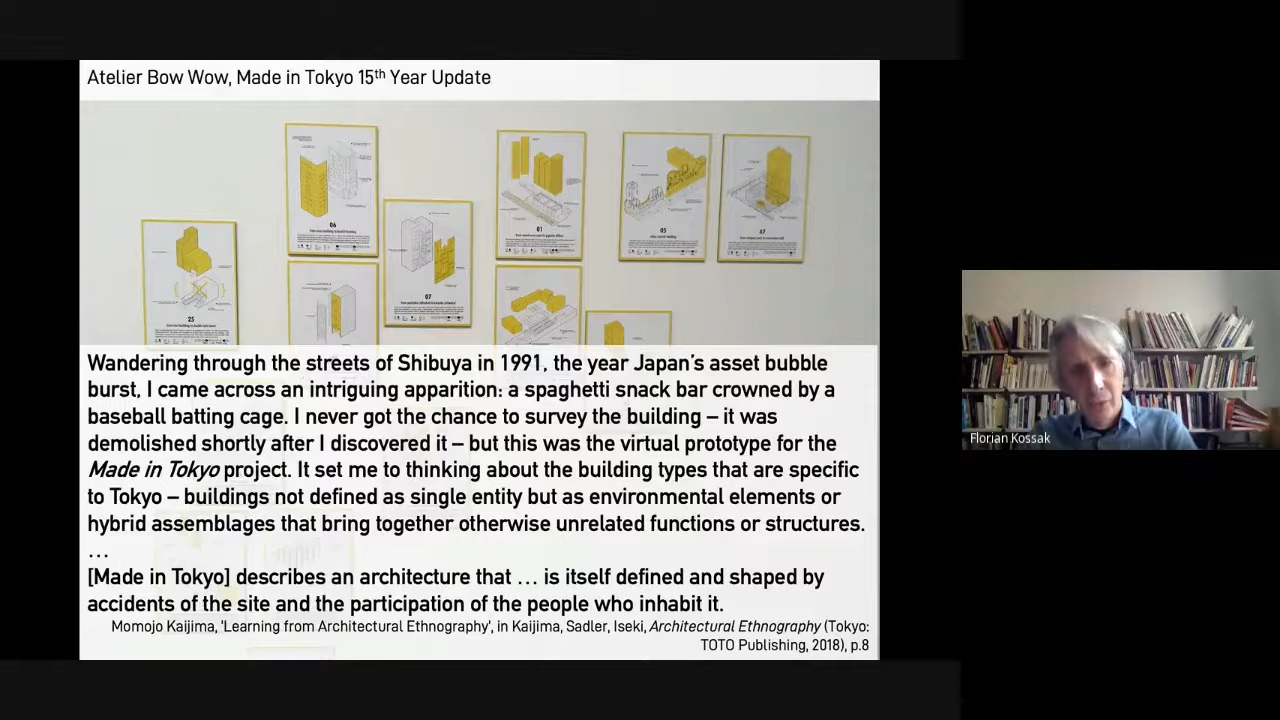 Atelier Bow Wow, Made in Tokyo 15th Year Update
06
01
05
47
07
25
Wandering through the streets of Shibuya in 1991, the year Japan's asset bubble
burst, I came across an intriguing apparition: a spaghetti snack bar crowned by a
baseball batting cage. I never got the chance to survey the building – it was
demolished shortly after I discovered it – but this was the virtual prototype for the
Made in Tokyo project. It set me to thinking about the building types that are specific
to Tokyo – buildings not defined as single entity but as environmental elements or
hybrid assemblages that bring together otherwise unrelated functions or structures.
…
[Made in Tokyo] describes an architecture that … is itself defined and shaped by
accidents of the site and the participation of the people who inhabit it.
Momojo Kaijima, 'Learning from Architectural Ethnography', in Kaijima, Sadler, Iseki, Architectural Ethnography (Tokyo:
TOTO Publishing, 2018), p.8
Florian Kossak